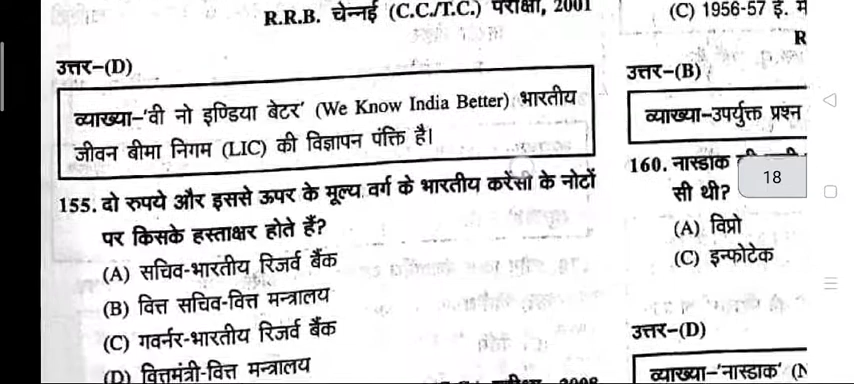 R.R.B. चेन्नई (C.C./T.C.) परीक्षा, 2001
उत्तर–(D)
व्याख्या–'वी नो इण्डिया बेटर' (We Know India Better) भारतीय
जीवन बीमा निगम (LIC) की विज्ञापन पंक्ति है।
155. दो रुपये और इससे ऊपर के मूल्य वर्ग के भारतीय करेंसी के नोटों
पर किसके हस्ताक्षर होते हैं?
(A) सचिव-भारतीय रिजर्व बैंक
(B) वित्त सचिव-वित्त मन्त्रालय
(C) गवर्नर-भारतीय रिजर्व बैंक
(D) वित्तमंत्री-वित्त मन्त्रालय
(C) 1956-57 ई. में
R
उत्तर–(B)
व्याख्या–उपर्युक्त प्रश्न
160. नास्डाक
सी थी?
18
(A) विप्रो
(C) इन्फोटेक
उत्तर–(D)
व्याख्या–'नास्डाक' (N